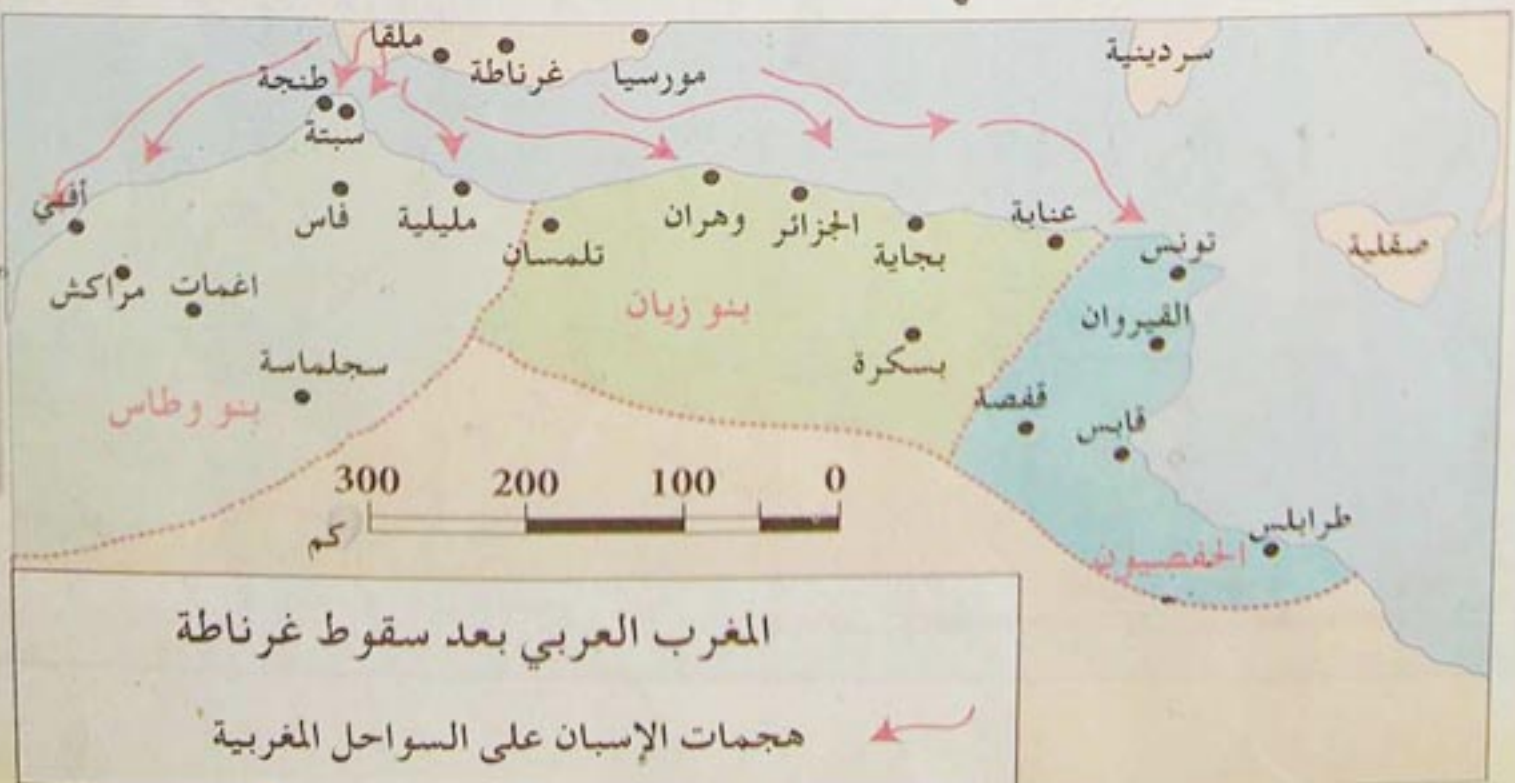 ملقا
غرناطة
مورسيا
سردينية
طنجة
سبتة
فاس
مليلية
تلمسان
وهران
الجزائر
بجاية
عنابة
تونس
صقلية
مراكش
اغمات
سجلماسة
بنو وطاس
بنو زيان
بسكرة
القيروان
قفصة
قابس
طرابلس
الحفصيون
300 200 100 0
كم
المغرب العربي بعد سقوط غرناطة
هجمات الإسبان على السواحل المغربية